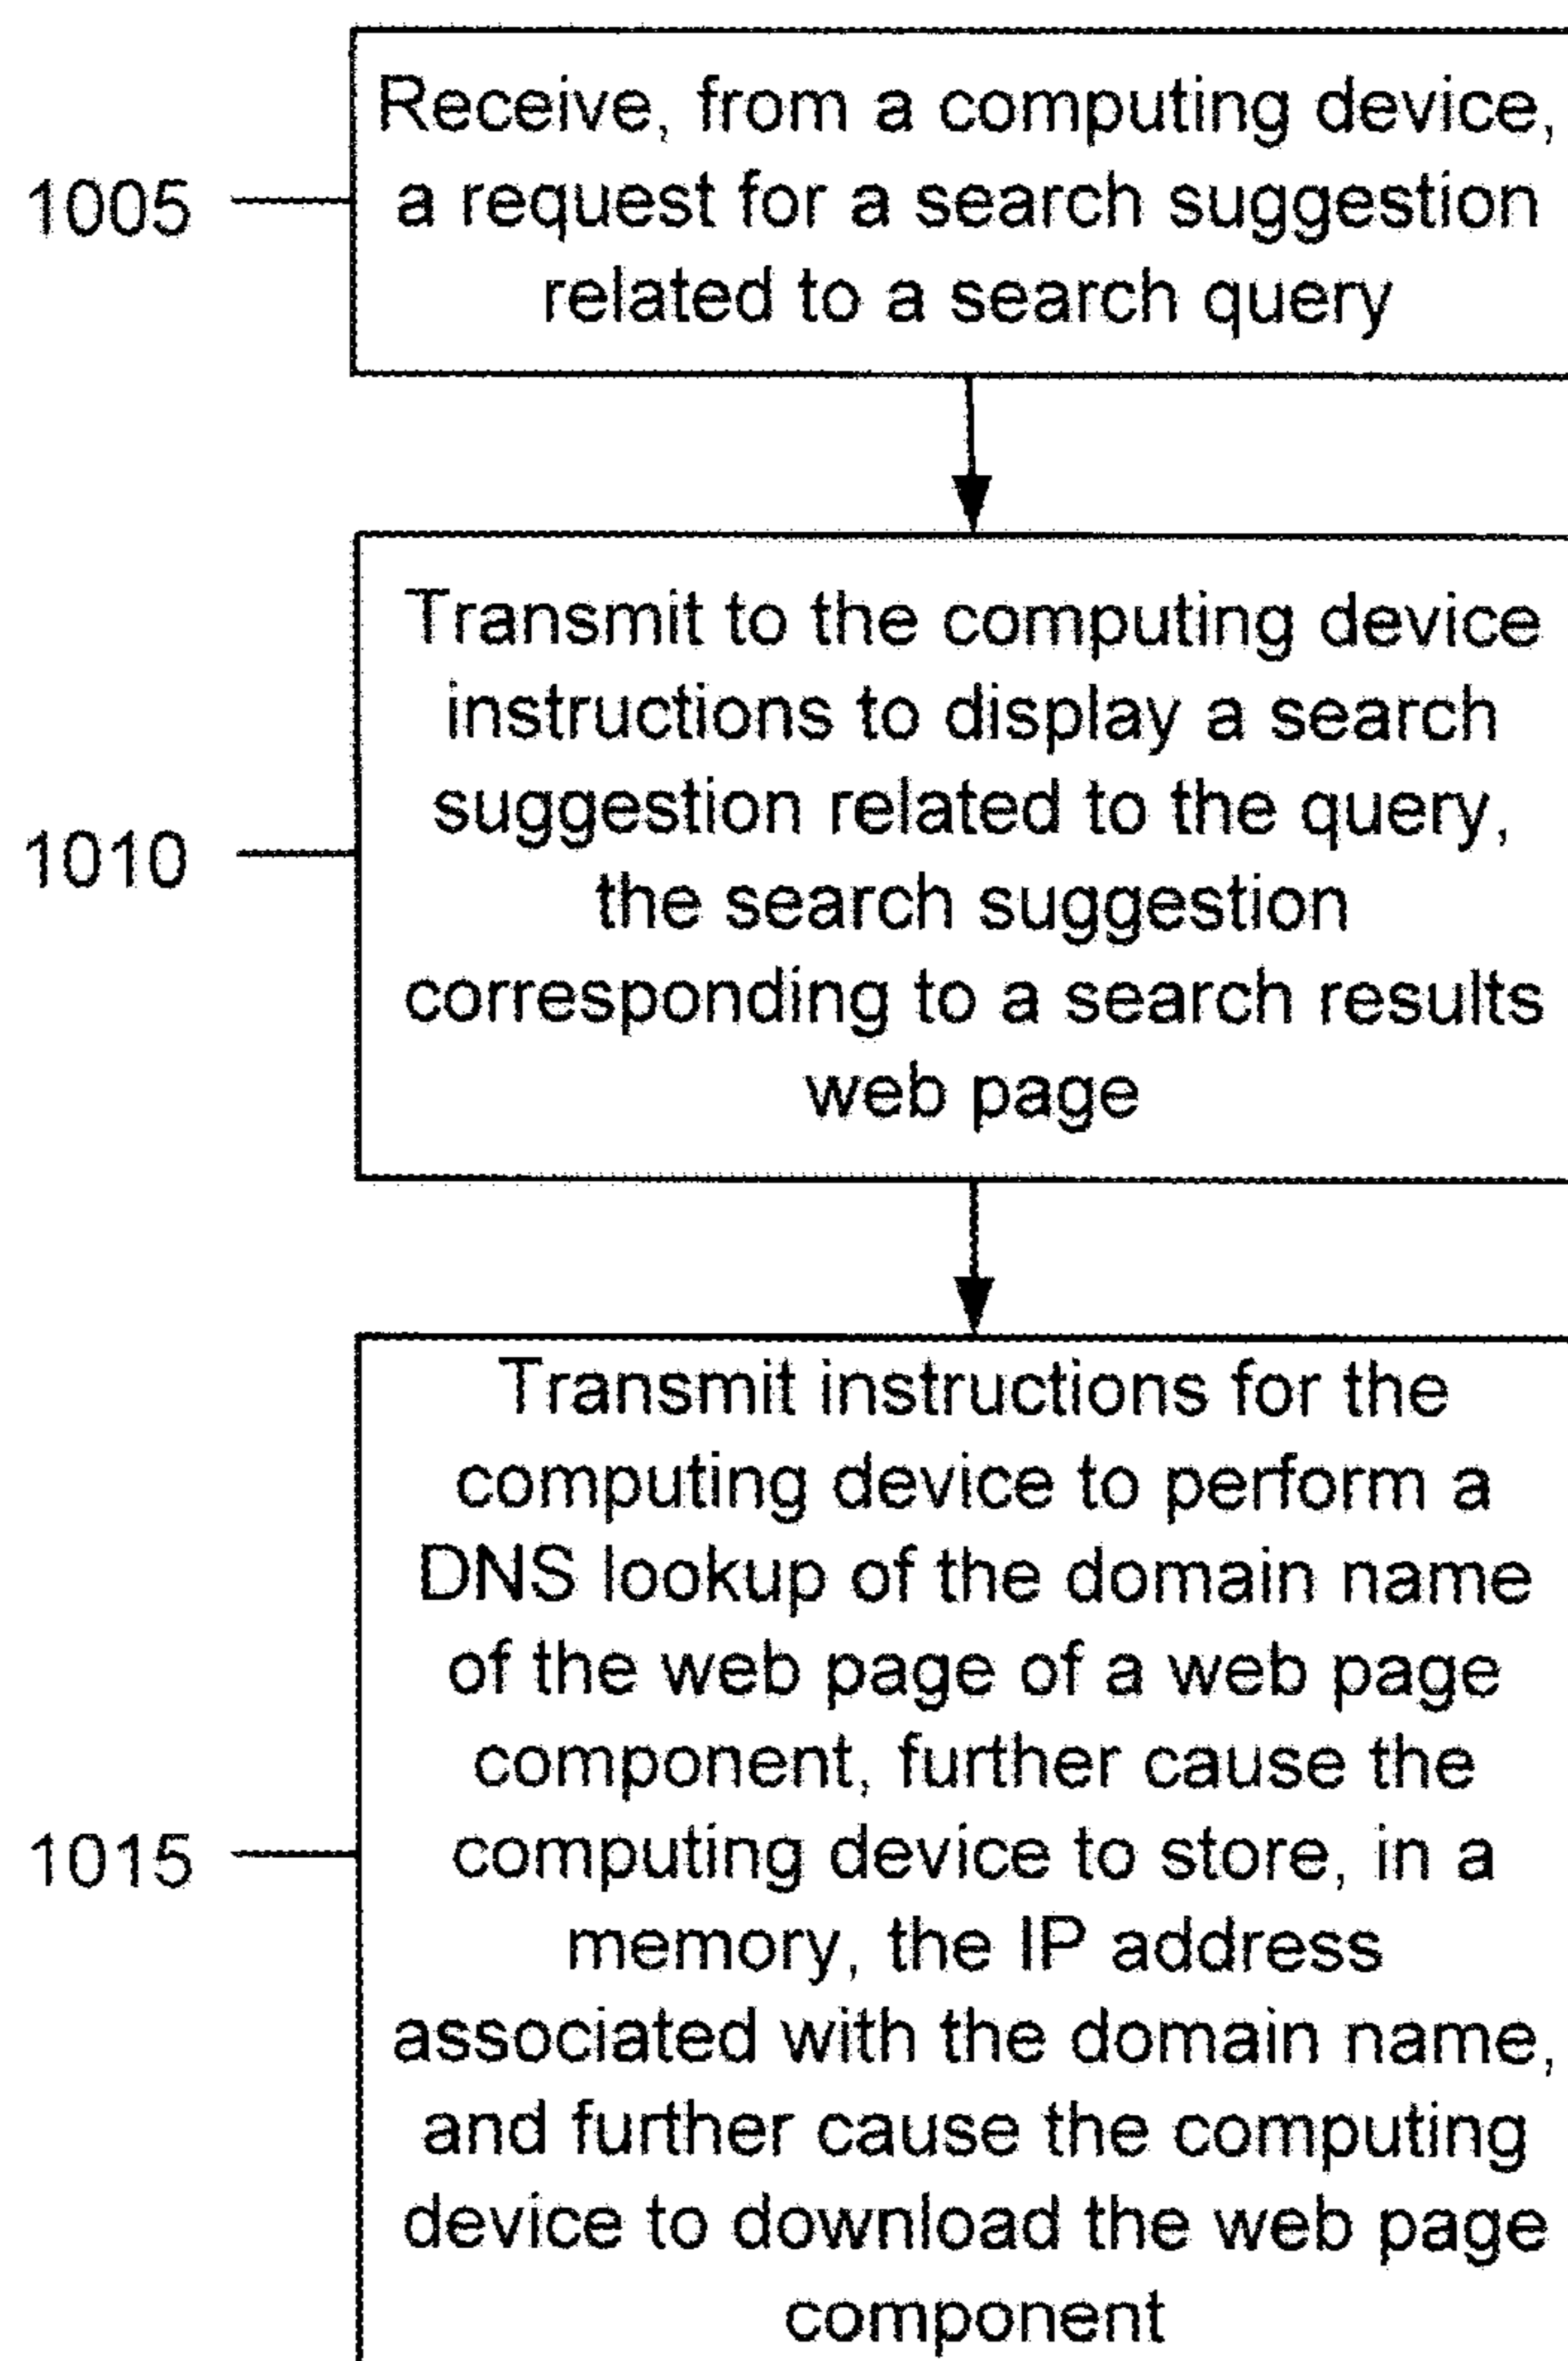 Receive, from a computing device,
1005
a request for a search suggestion
related to a search query
Transmit to the computing device
instructions to display a search
suggestion related to the query,
1010
the search suggestion
corresponding to a search results
web page
Transmit instructions for the
computing device to perform a
DNS lookup of the domain name
of the web page of a web page
component, further cause the
1015
computing device to store, in a
memory, the IP address
associated with the domain name,
and further cause the computing
device to download the web page
component